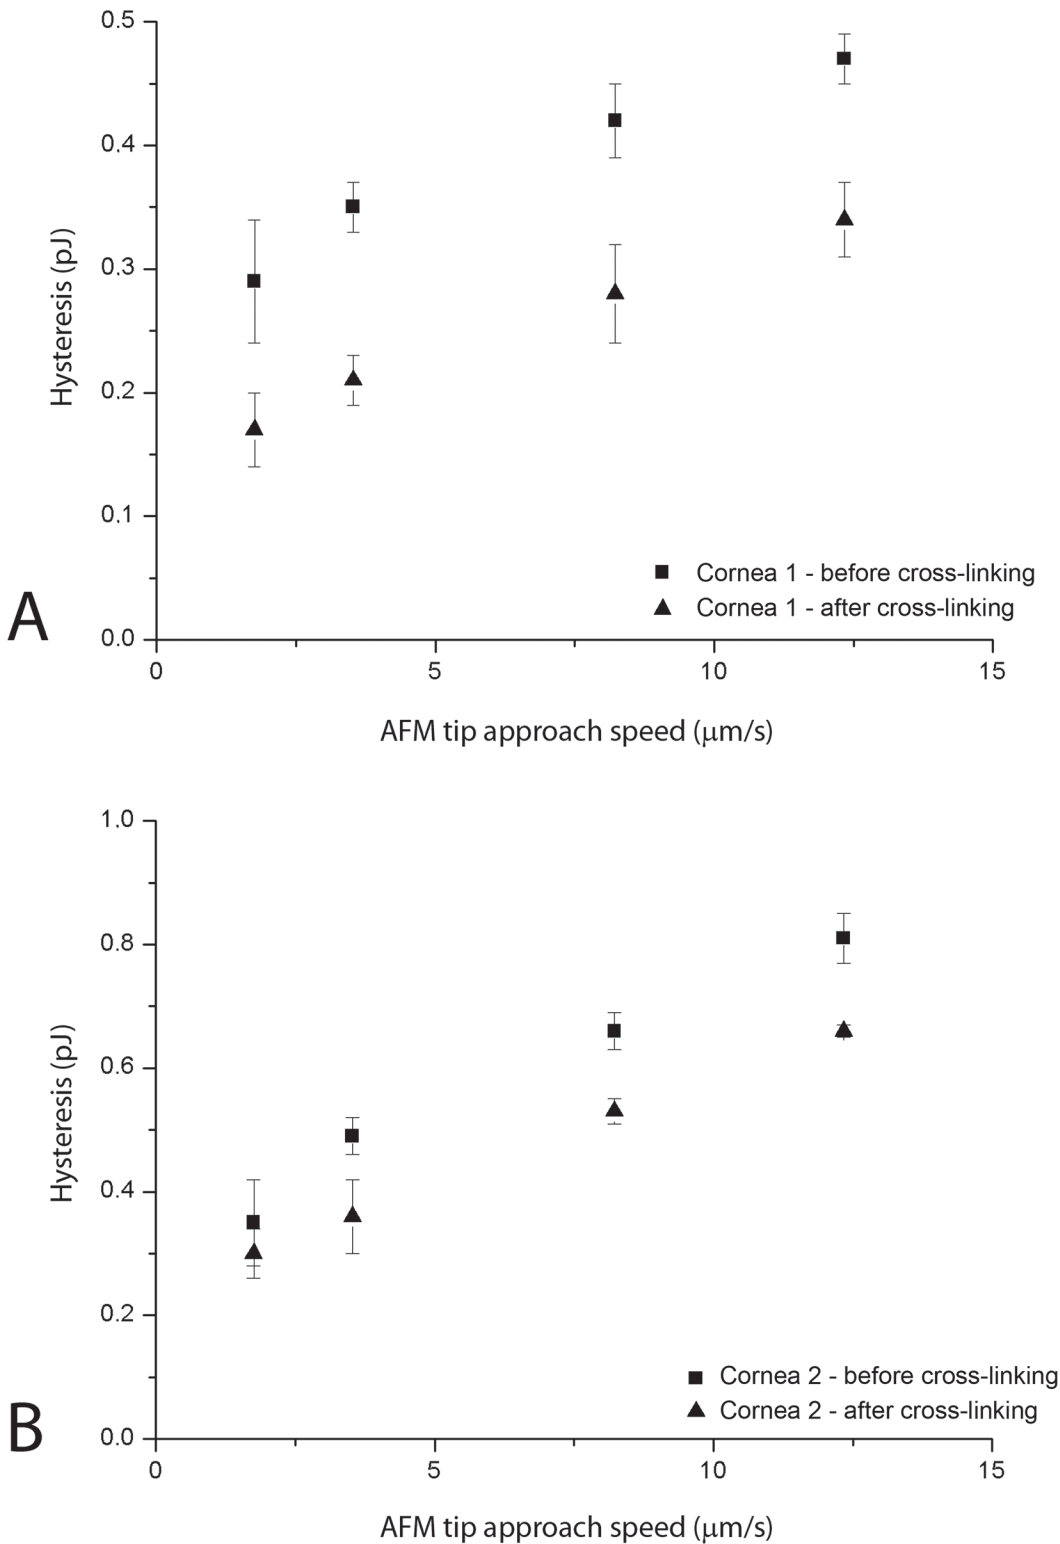 0.5
0.4
0.3
0.2
0.1
0.0
Hysteresis (pJ)
Cornea 1 - before cross-linking
Cornea 1 - after cross-linking
A
0 5 10 15
AFM tip approach speed (μm/s)
1.0
0.8
0.6
0.4
0.2
0.0
Hysteresis (pJ)
Cornea 2 - before cross-linking
Cornea 2 - after cross-linking
B
0 5 10 15
AFM tip approach speed (μm/s)